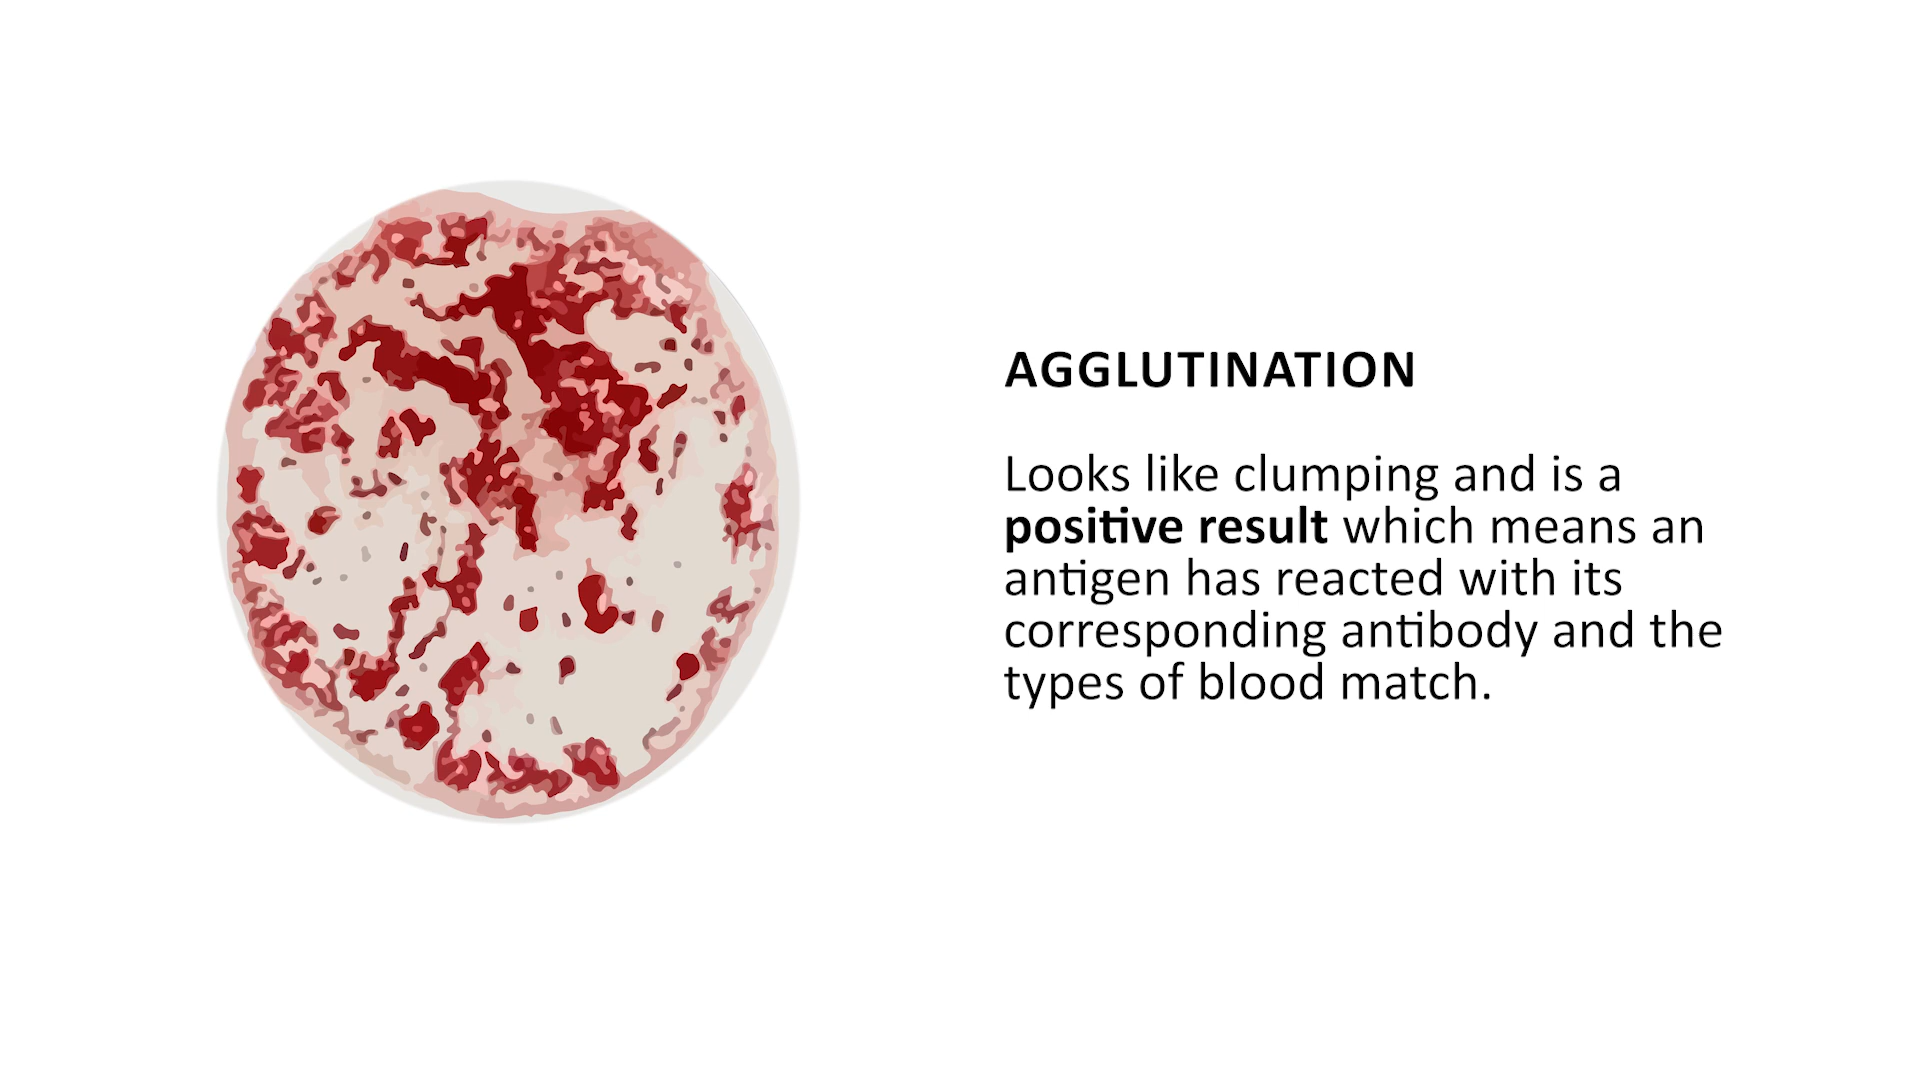 AGGLUTINATION
Looks like clumping and is a
positive result which means an
antigen has reacted with its
corresponding antibody and the
types of blood match.